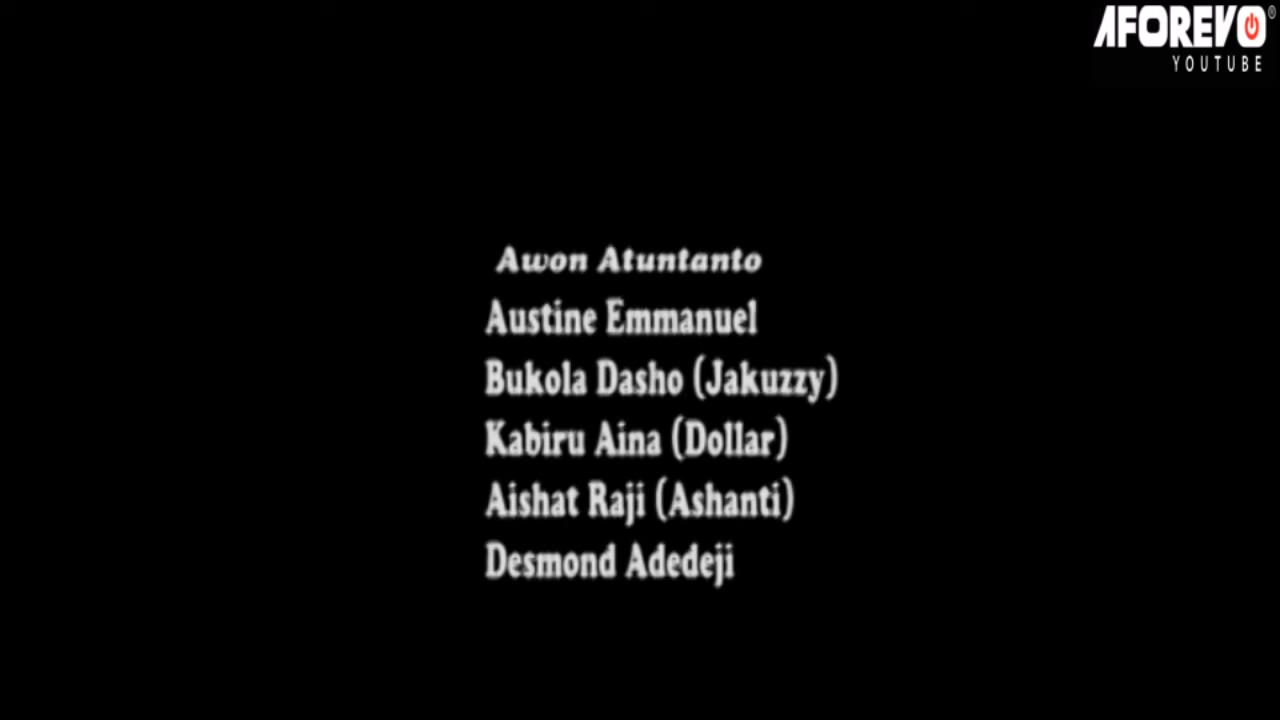 AFOREVO®
YOUTUBE
Awon Atuntanto
Austine Emmanuel
Bukola Dasho (Jakuzzy)
Kabiru Aina (Dollar)
Aishat Raji (Ashanti)
Desmond Adedeji